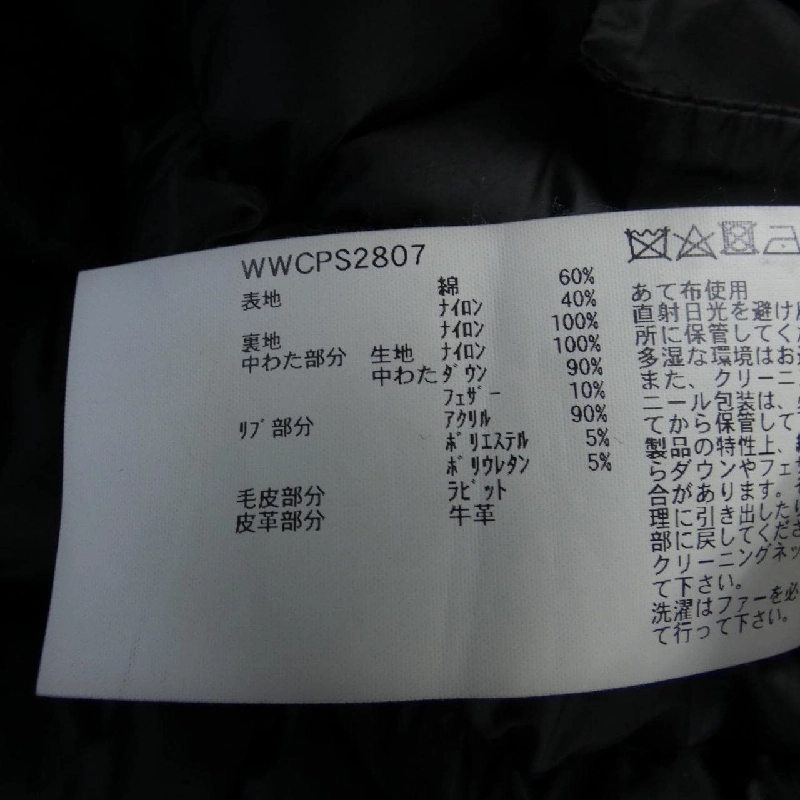 WWCPS2807
表地 綿 60%
ナイロン 40%
裏地 ナイロン 100%
中わた部分 生地 ナイロン 100%
中わた ダウン 90%
フェザー 10%
リブ部分 アクリル 90%
ポリエステル 5%
ポリウレタン 5%
毛皮部分 ラビット
皮革部分 牛革
あて布使用
直射日光を避け
所に保管してく
多湿な環境はお
また、クリーニ
ニール包装は、
てから保管して
製品の特性上、
らダウンやフェ
合があります。
理に引き出したり
部に戻してくださ
クリーニングネッ
て下さい。
洗濯はファーを必
て行って下さい。